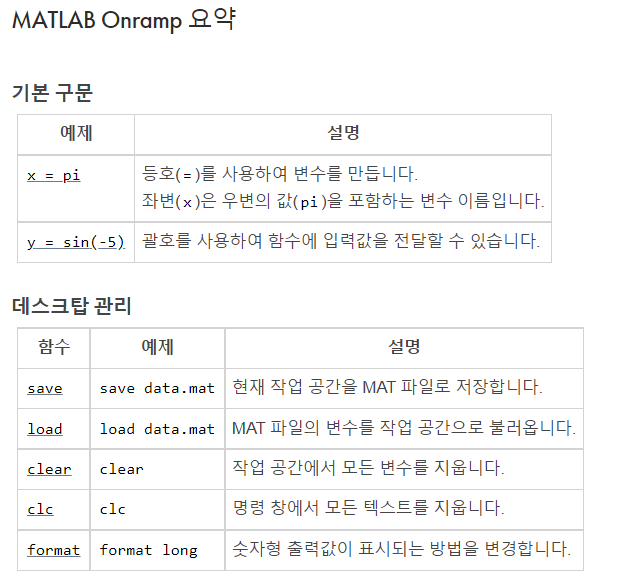 MATLAB Onramp 요약
기본 구문
예제 설명
x = pi 등호(=)를 사용하여 변수를 만듭니다.
좌변(x)은 우변의 값(pi)을 포함하는 변수 이름입니다.
y = sin(-5) 괄호를 사용하여 함수에 입력값을 전달할 수 있습니다.
데스크탑 관리
함수 예제 설명
save save data.mat 현재 작업 공간을 MAT 파일로 저장합니다.
load load data.mat MAT 파일의 변수를 작업 공간으로 불러옵니다.
clear clear 작업 공간에서 모든 변수를 지웁니다.
clc clc 명령 창에서 모든 텍스트를 지웁니다.
format format long 숫자형 출력값이 표시되는 방법을 변경합니다.